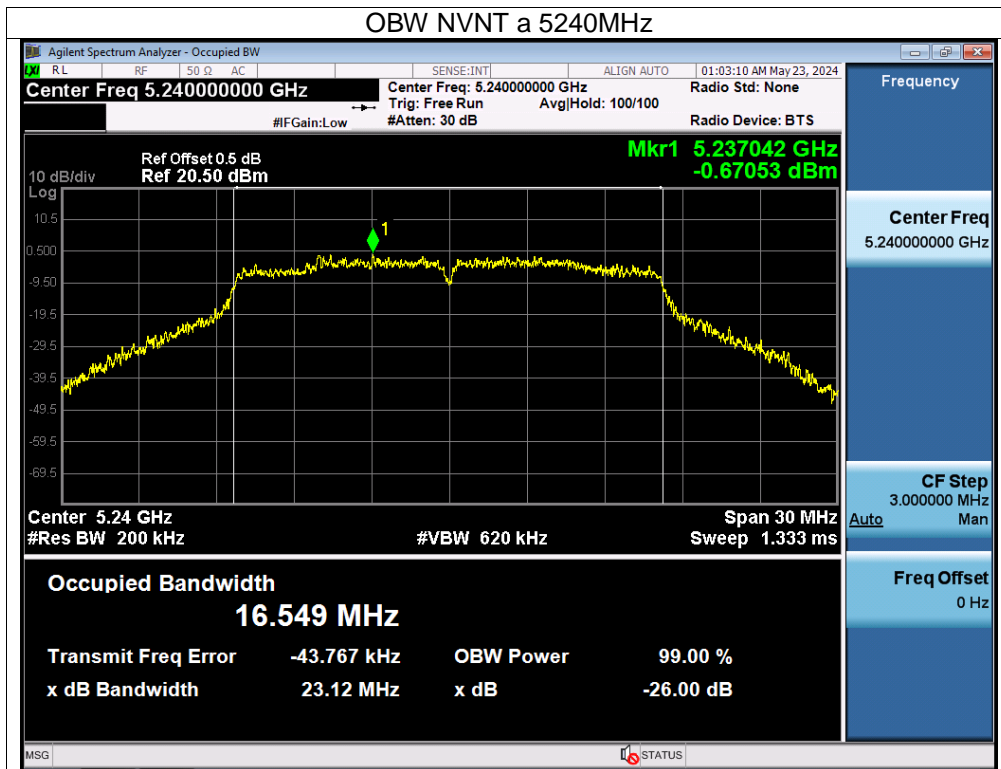 OBW NVNT a 5240MHz
Agilent Spectrum Analyzer - Occupied BW
LXI RL RF 50 Ω AC SENSE:INT ALIGN AUTO 01:03:10 AM May 23, 2024
Center Freq 5.240000000 GHz
Center Freq: 5.240000000 GHz Radio Std: None
Trig: Free Run Avg|Hold: 100/100
#IFGain:Low #Atten: 30 dB Radio Device: BTS
Mkr1 5.237042 GHz
-0.67053 dBm
Ref Offset 0.5 dB
10 dB/div Ref 20.50 dBm
Log
10.5
1
0.500
-9.50
-19.5
-29.5
-39.5
-49.5
-59.5
-69.5
Center 5.24 GHz Span 30 MHz
#Res BW 200 kHz #VBW 620 kHz Sweep 1.333 ms
Occupied Bandwidth
16.549 MHz
Transmit Freq Error -43.767 kHz OBW Power 99.00 %
x dB Bandwidth 23.12 MHz x dB -26.00 dB
Frequency
Center Freq
5.240000000 GHz
CF Step
3.000000 MHz
Auto Man
Freq Offset
0 Hz
MSG STATUS